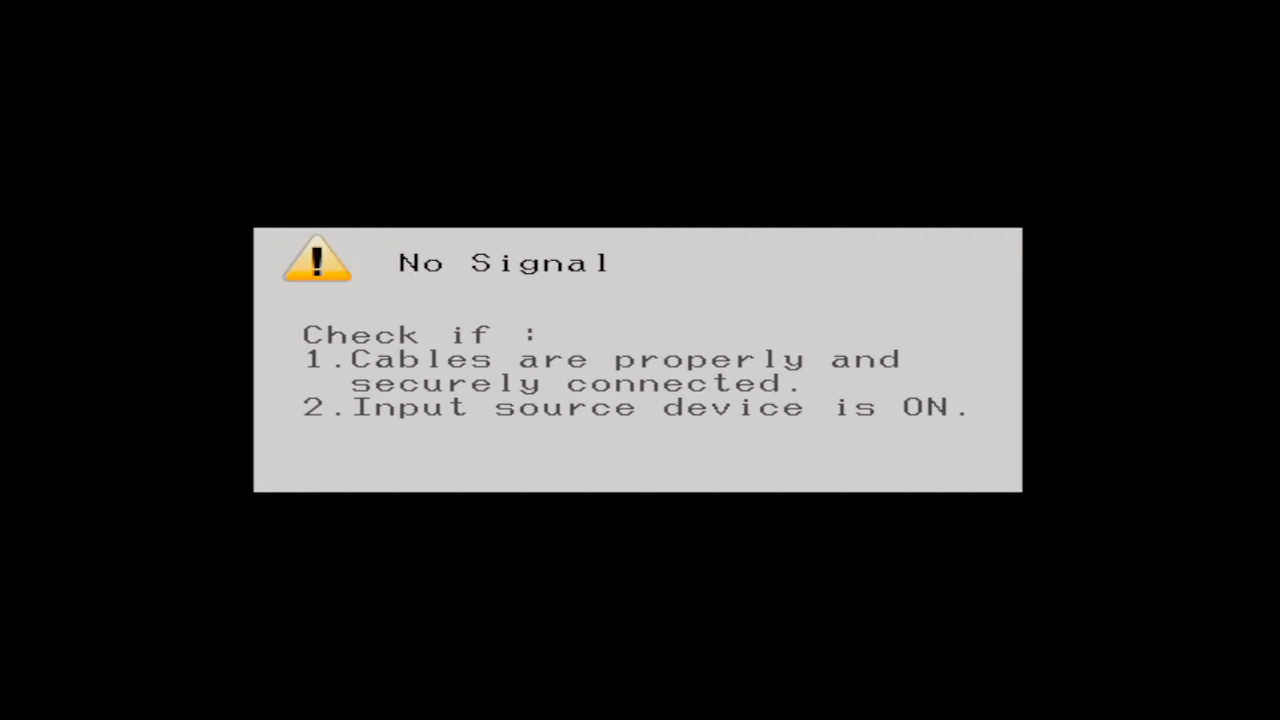 No Signal
Check if :
1.Cables are properly and
securely connected.
2.Input source device is ON.